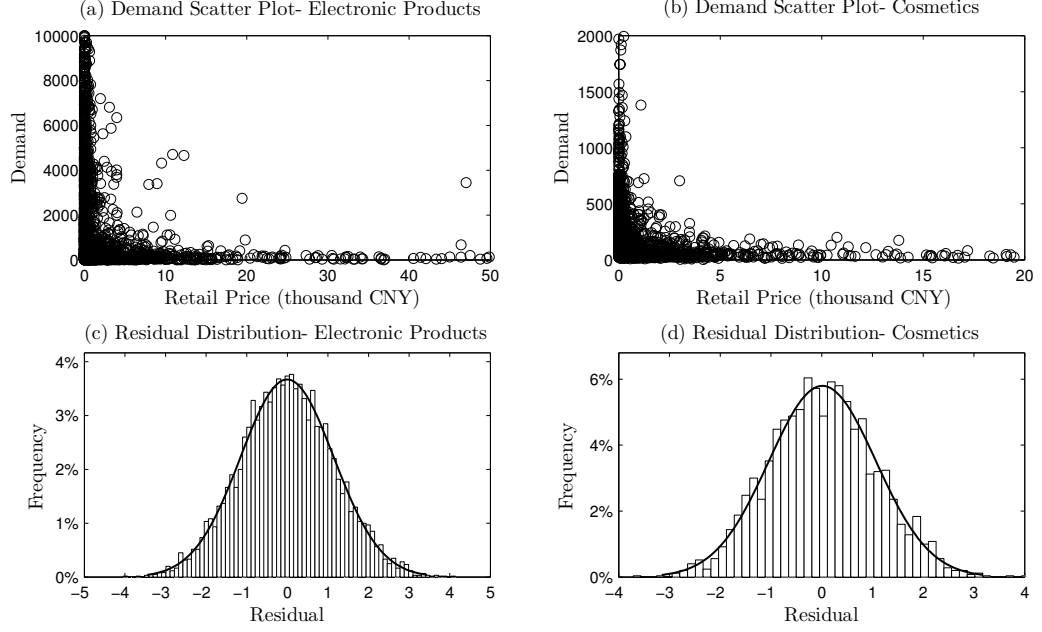 (a) Demand Scatter Plot- Electronic Products
(b) Demand Scatter Plot- Cosmetics
10000
8000
6000
4000
2000
0
Demand
0 10 20 30 40 50
Retail Price (thousand CNY)
2000
1500
1000
500
0
Demand
0 5 10 15 20
Retail Price (thousand CNY)
(c) Residual Distribution- Electronic Products
(d) Residual Distribution- Cosmetics
4%
3%
2%
1%
0%
Frequency
−5 −4 −3 −2 −1 0 1 2 3 4 5
Residual
6%
4%
2%
0%
Frequency
−4 −3 −2 −1 0 1 2 3 4
Residual